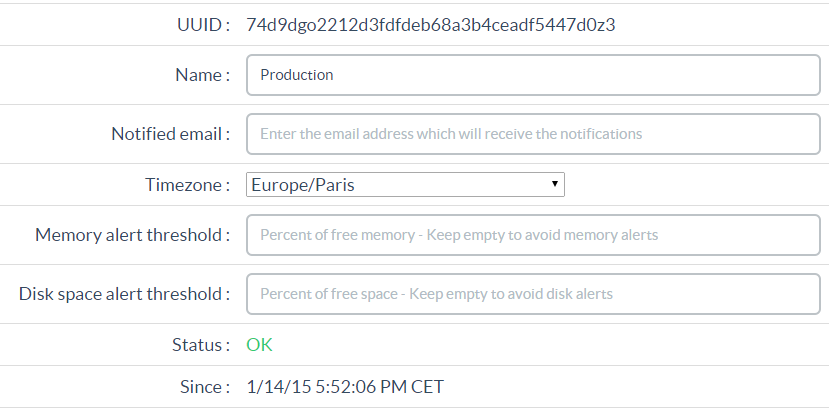 UUID : 74d9dgo2212d3fdfdeb68a3b4ceadf5447d0z3
Name : Production
Notified email : Enter the email address which will receive the notifications
Timezone : Europe/Paris
Memory alert threshold : Percent of free memory - Keep empty to avoid memory alerts
Disk space alert threshold : Percent of free space - Keep empty to avoid disk alerts
Status : OK
Since : 1/14/15 5:52:06 PM CET